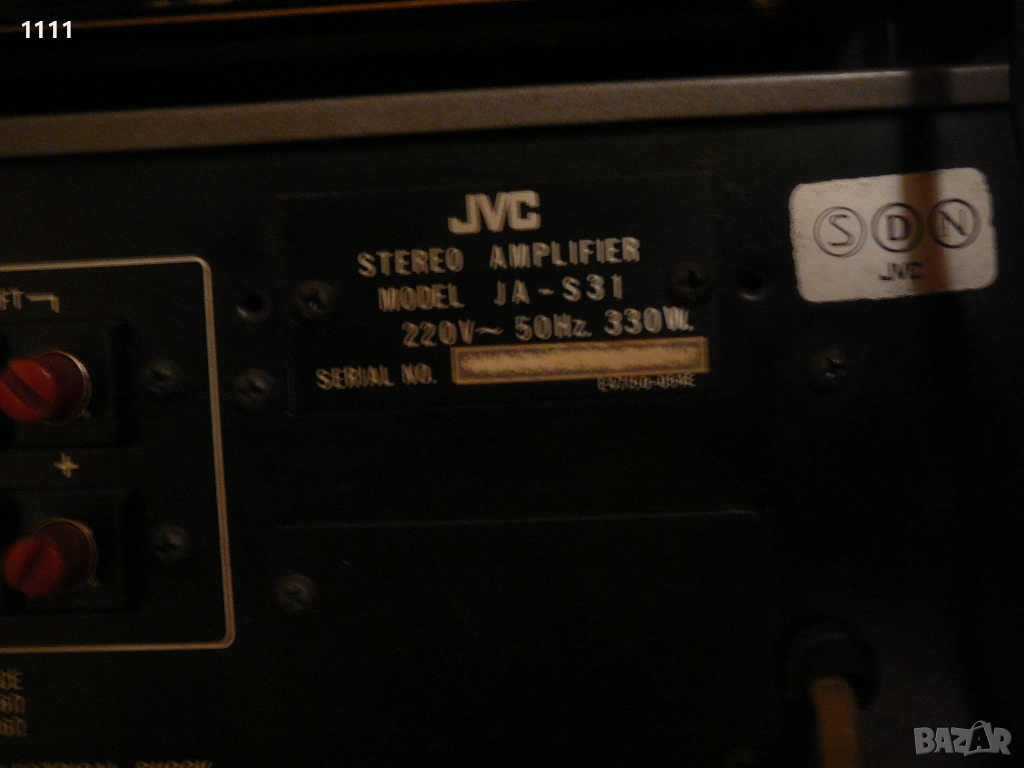 1111
JVC
STEREO AMPLIFIER
MODEL JA-S31
220V~ 50Hz. 330W.
SERIAL NO.
S D N
JVC
+
BAZAR